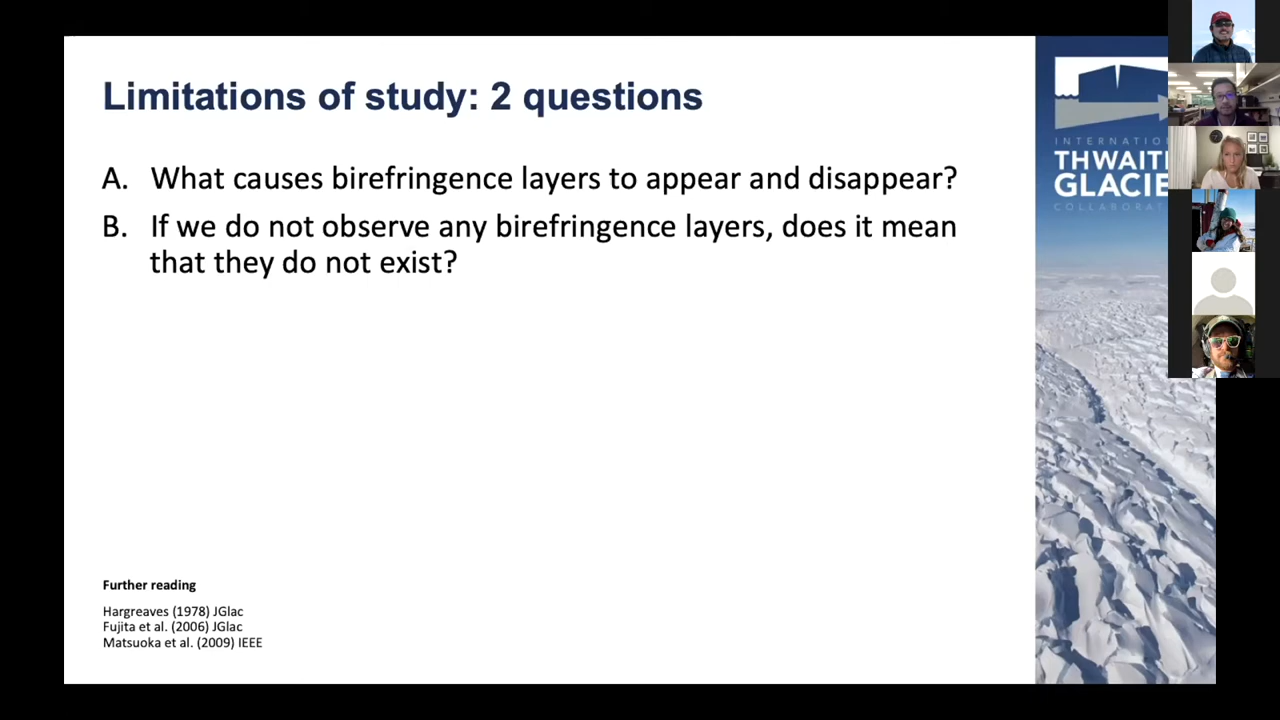 Limitations of study: 2 questions
A. What causes birefringence layers to appear and disappear?
B. If we do not observe any birefringence layers, does it mean
that they do not exist?
Further reading
Hargreaves (1978) JGlac
Fujita et al. (2006) JGlac
Matsuoka et al. (2009) IEEE
INTERNATIO
THWAIT
GLACIE
COLLABORAT